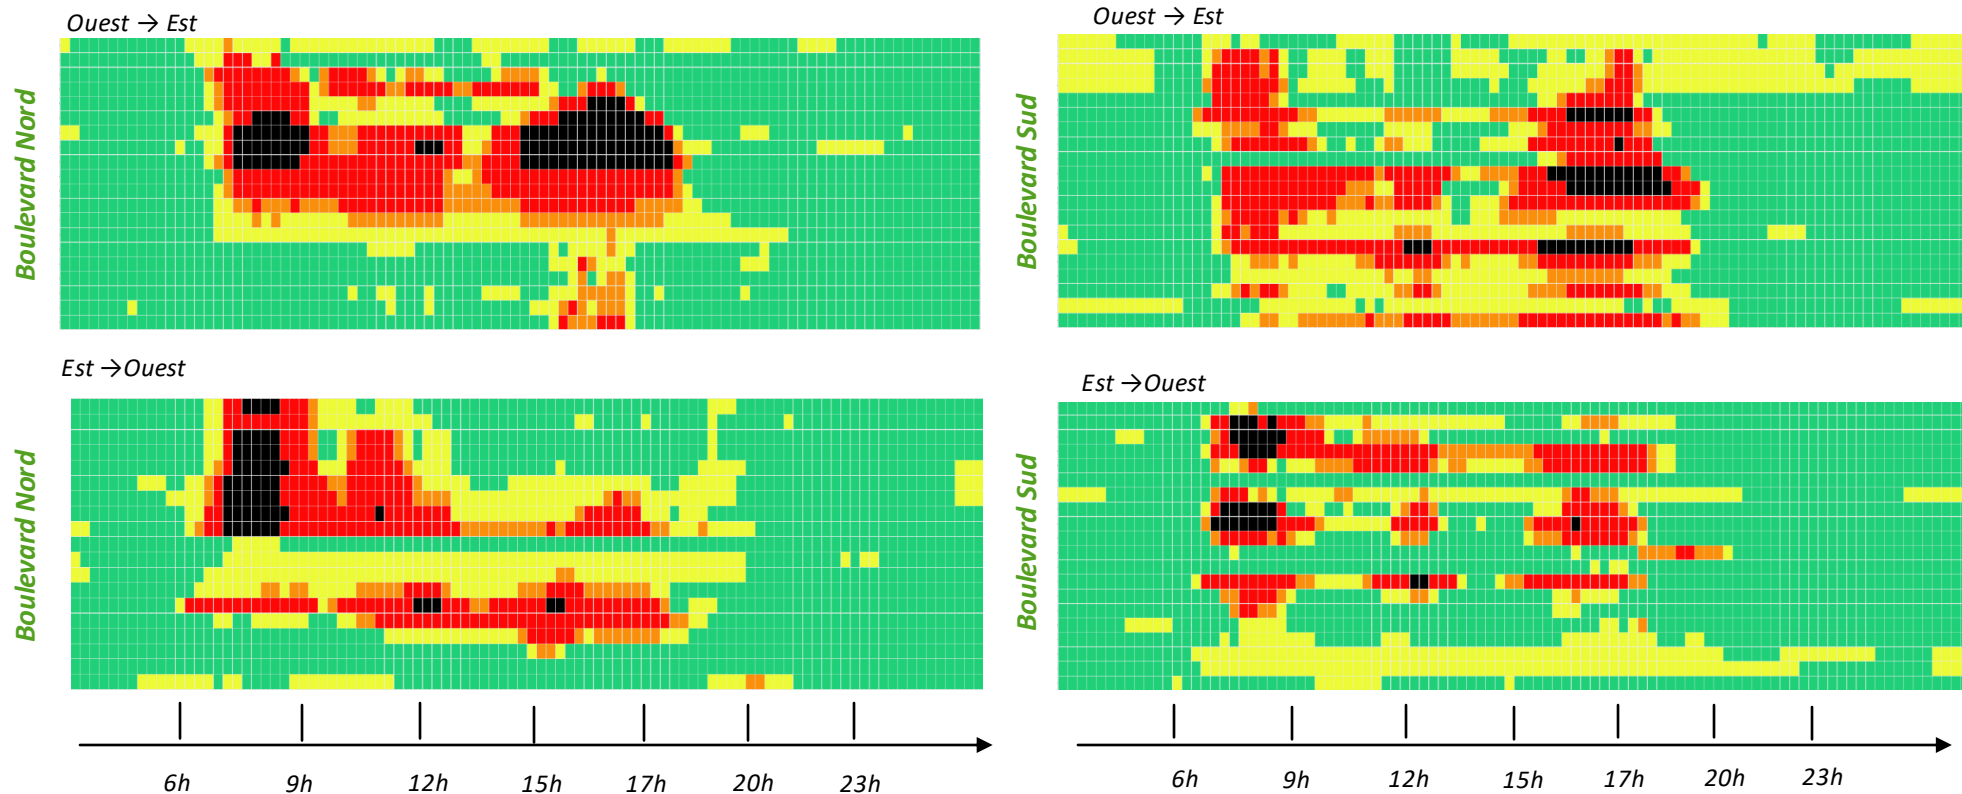 Ouest → Est
Boulevard Nord
Est →Ouest
Boulevard Nord
6h 9h 12h 15h 17h 20h 23h
Ouest → Est
Boulevard Sud
Est →Ouest
Boulevard Sud
6h 9h 12h 15h 17h 20h 23h